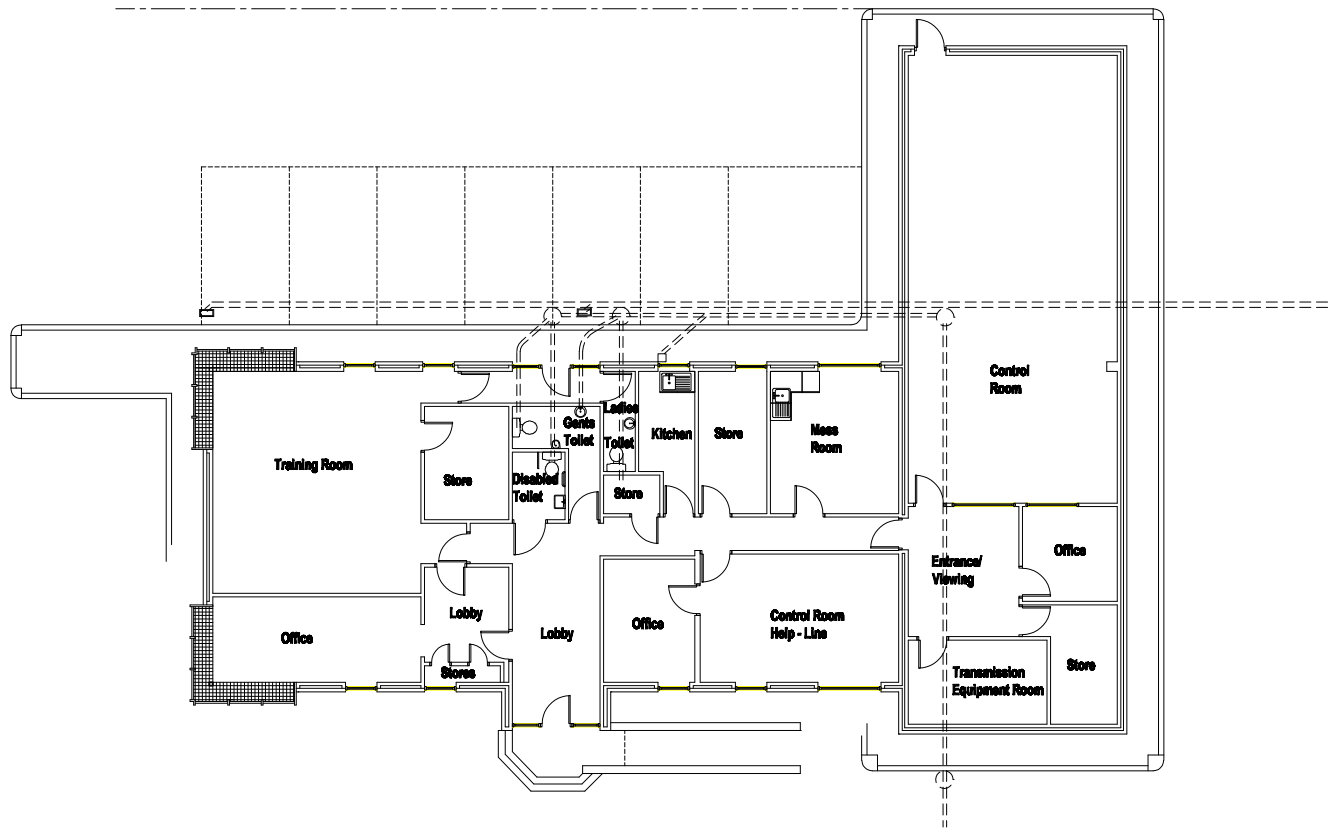 Control
Room
Ladies
Toilet
Gents
Toilet
Kitchen
Store
Mess
Room
Training Room
Store
Disabled
Toilet
Store
Entrance/
Viewing
Office
Lobby
Lobby
Office
Office
Control Room
Help - Line
Stores
Transmission
Equipment Room
Store